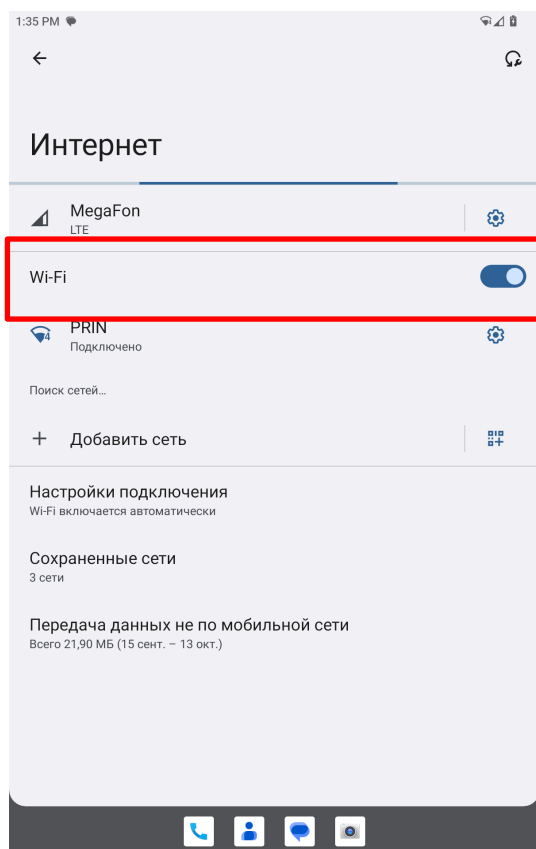 1:35 PM
Интернет
MegaFon
LTE
Wi-Fi
PRIN
4
Подключено
Поиск сетей…
Добавить сеть
Настройки подключения
Wi-Fi включается автоматически
Сохраненные сети
3 сети
Передача данных не по мобильной сети
Всего 21,90 МБ (15 сент. – 13 окт.)